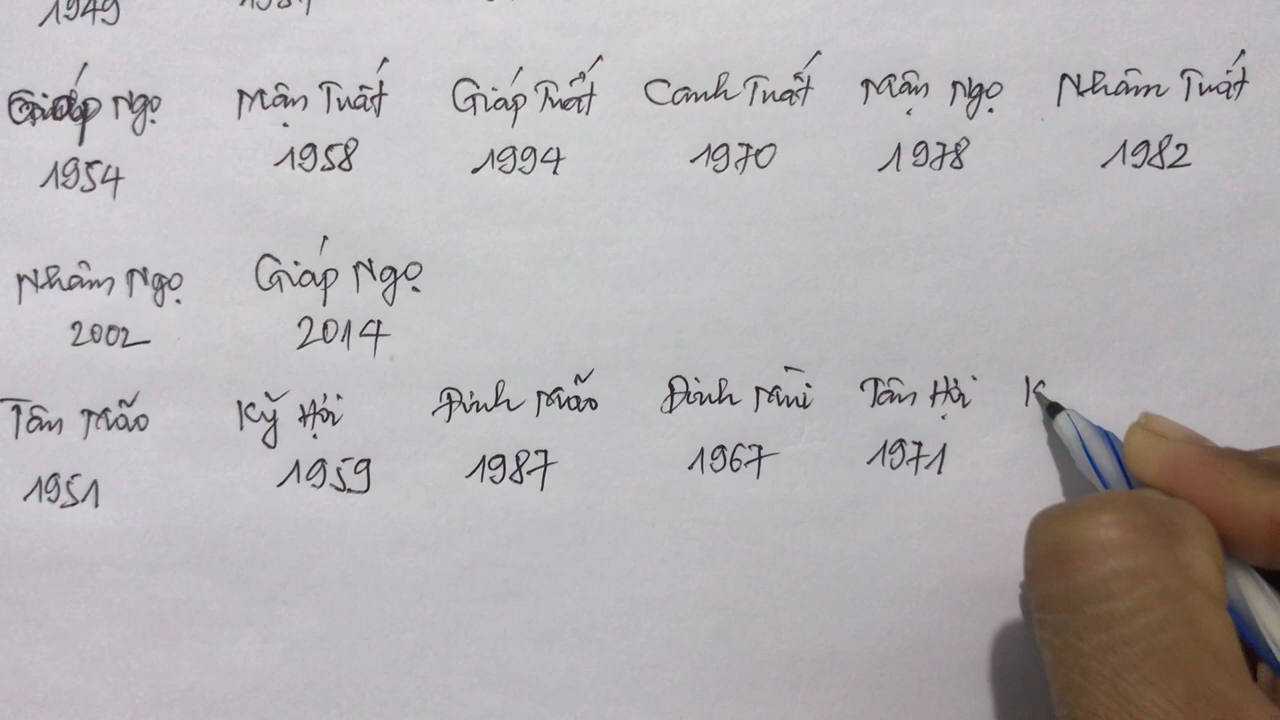 1949
Giáp Ngọ Mậu Tuất Giáp Tuất Canh Tuất Mậu Ngọ Nhâm Tuất
1954 1958 1994 1970 1978 1982
Nhâm Ngọ Giáp Ngọ
2002 2014
Tân Mão Kỷ Hợi Đinh Mão Đinh Mùi Tân Hợi K
1951 1959 1987 1967 1971